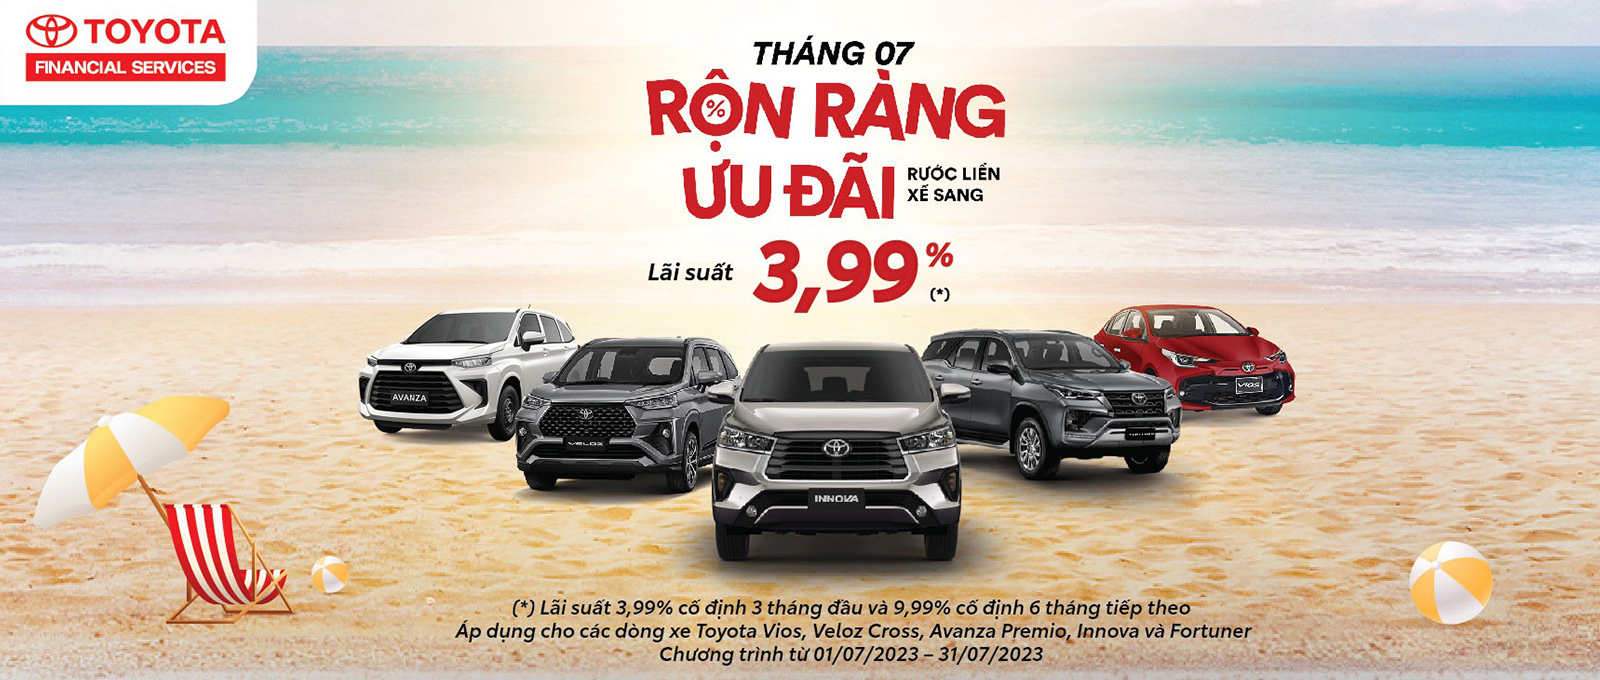 TOYOTA
FINANCIAL SERVICES
THÁNG 07
RỘN RÀNG
%
ƯU ĐÃI
RƯỚC LIỀN
XẾ SANG
Lãi suất 3,99%
(*)
AVANZA
VELOZ
INNOVA
FORTUNER
VIOS
(*) Lãi suất 3,99% cố định 3 tháng đầu và 9,99% cố định 6 tháng tiếp theo
Áp dụng cho các dòng xe Toyota Vios, Veloz Cross, Avanza Premio, Innova và Fortuner
Chương trình từ 01/07/2023 – 31/07/2023